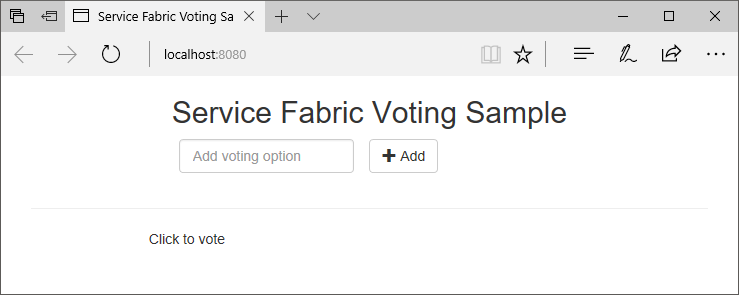 Service Fabric Voting Sa
localhost:8080
Service Fabric Voting Sample
Add voting option
Add
Click to vote